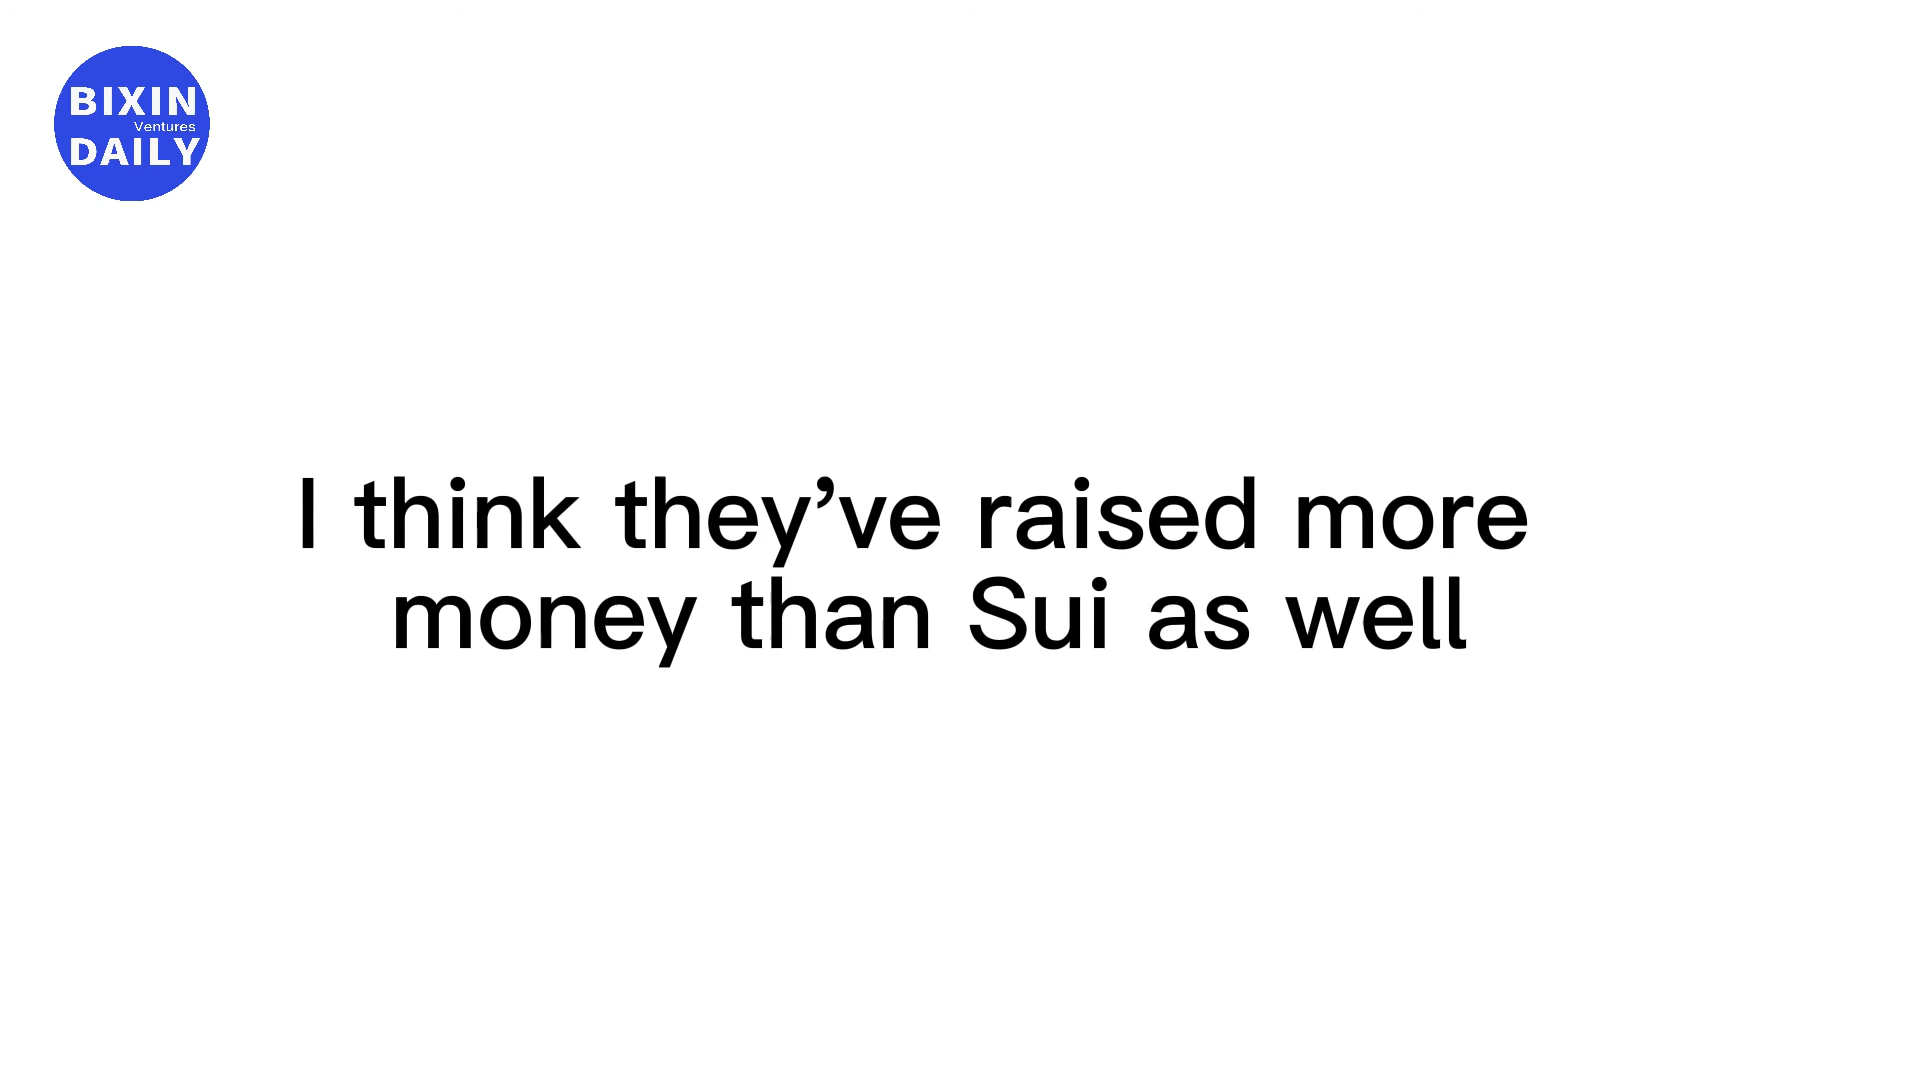 BIXIN
Ventures
DAILY
I think they’ve raised more
money than Sui as well